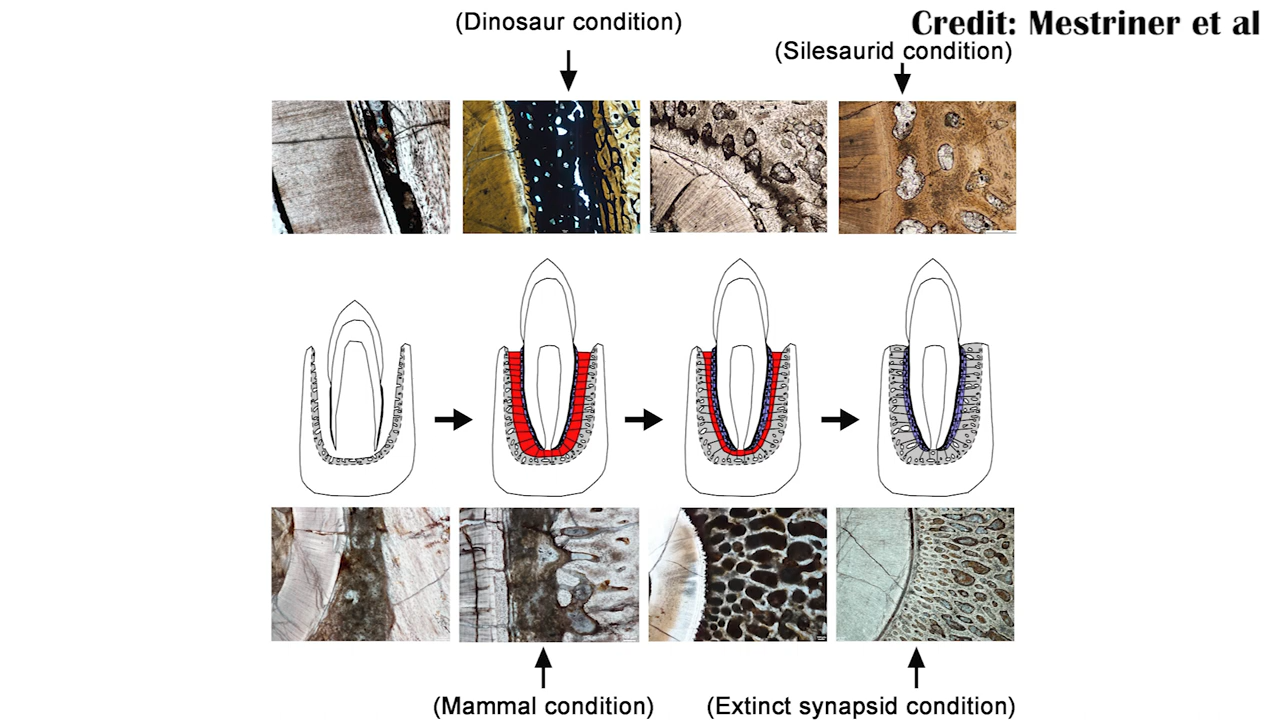 (Dinosaur condition)
Credit: Mestriner et al
(Silesaurid condition)
(Mammal condition)
(Extinct synapsid condition)